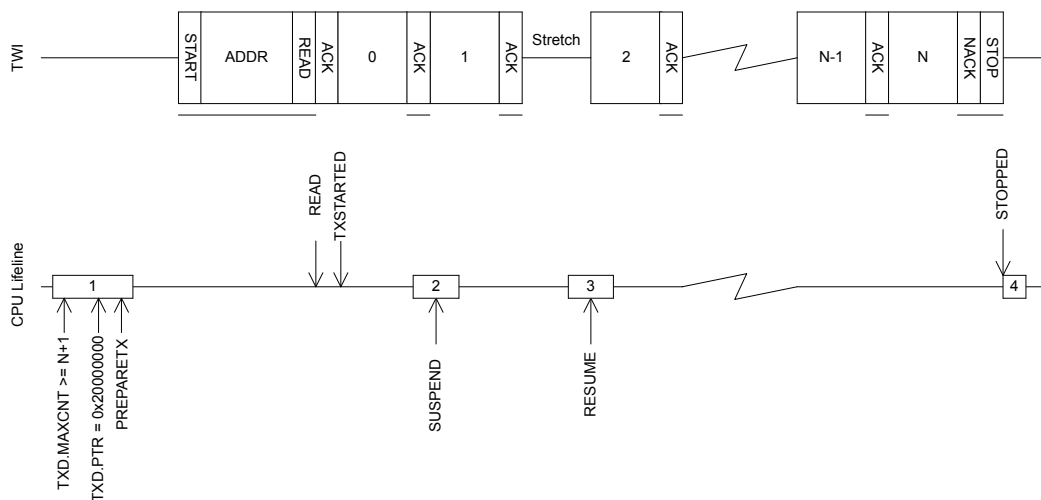 TWI
START
ADDR
READ
ACK
0
ACK
1
ACK
Stretch
2
ACK
N-1
ACK
N
NACK
STOP
CPU Lifeline
READ
TXSTARTED
STOPPED
1
2
3
4
TXD.MAXCNT >= N+1
TXD.PTR = 0x20000000
PREPARETX
SUSPEND
RESUME